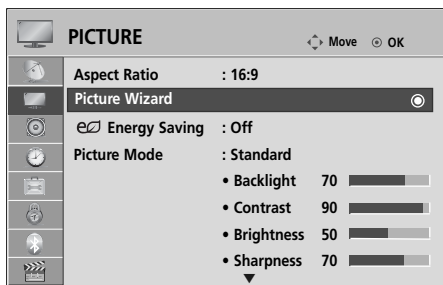 PICTURE Move OK
Aspect Ratio : 16:9
Picture Wizard
Energy Saving : Off
Picture Mode : Standard
• Backlight 70
• Contrast 90
• Brightness 50
• Sharpness 70